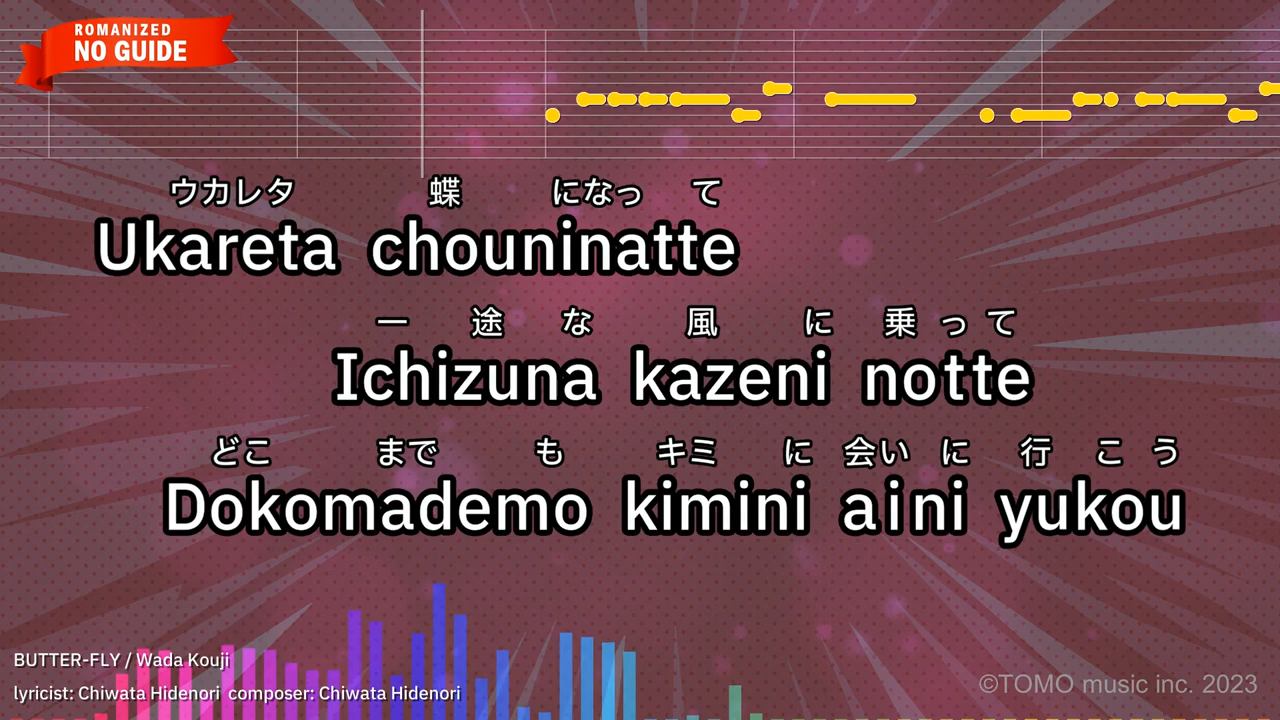 ROMANIZED
NO GUIDE
ウカレタ 蝶 になっ て
Ukareta chouninatte
一 途 な 風 に 乗 っ て
Ichizuna kazeni notte
どこ まで も キミ に 会い に 行 こ う
Dokomademo kimini aini yukou
BUTTER-FLY / Wada Kouji
lyricist: Chiwata Hidenori composer: Chiwata Hidenori
©TOMO music inc. 2023